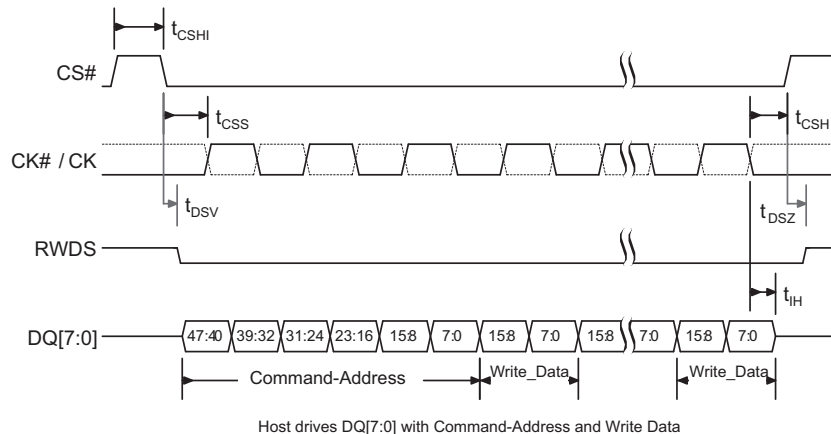 tCSHI
CS#
tCSS
tCSH
CK# / CK
tDSV
tDSZ
RWDS
tIH
DQ[7:0]
47:40 39:32 31:24 23:16 15:8 7:0 15:8 7:0 15:8 7:0 15:8 7:0
Command-Address Write_Data Write_Data
Host drives DQ[7:0] with Command-Address and Write Data